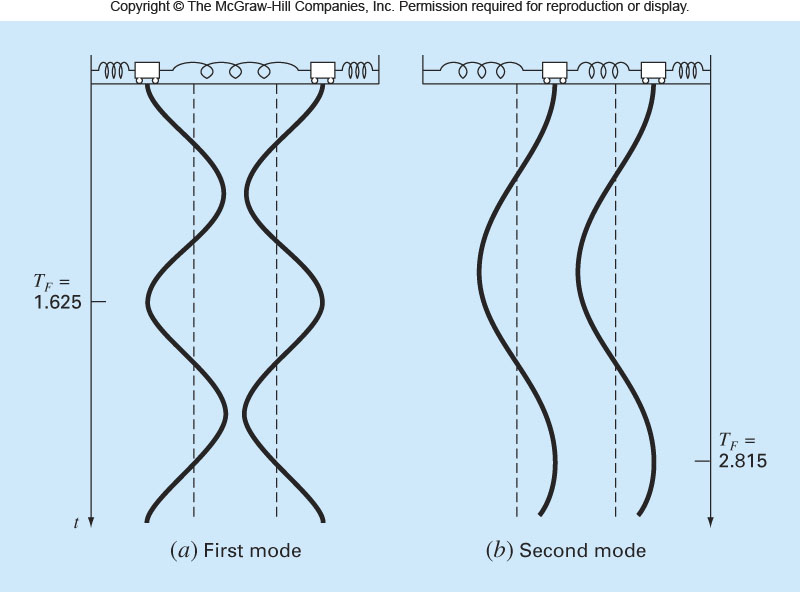 Copyright © The McGraw-Hill Companies, Inc. Permission required for reproduction or display.
T_F =
1.625
t
(a) First mode
T_F =
2.815
(b) Second mode